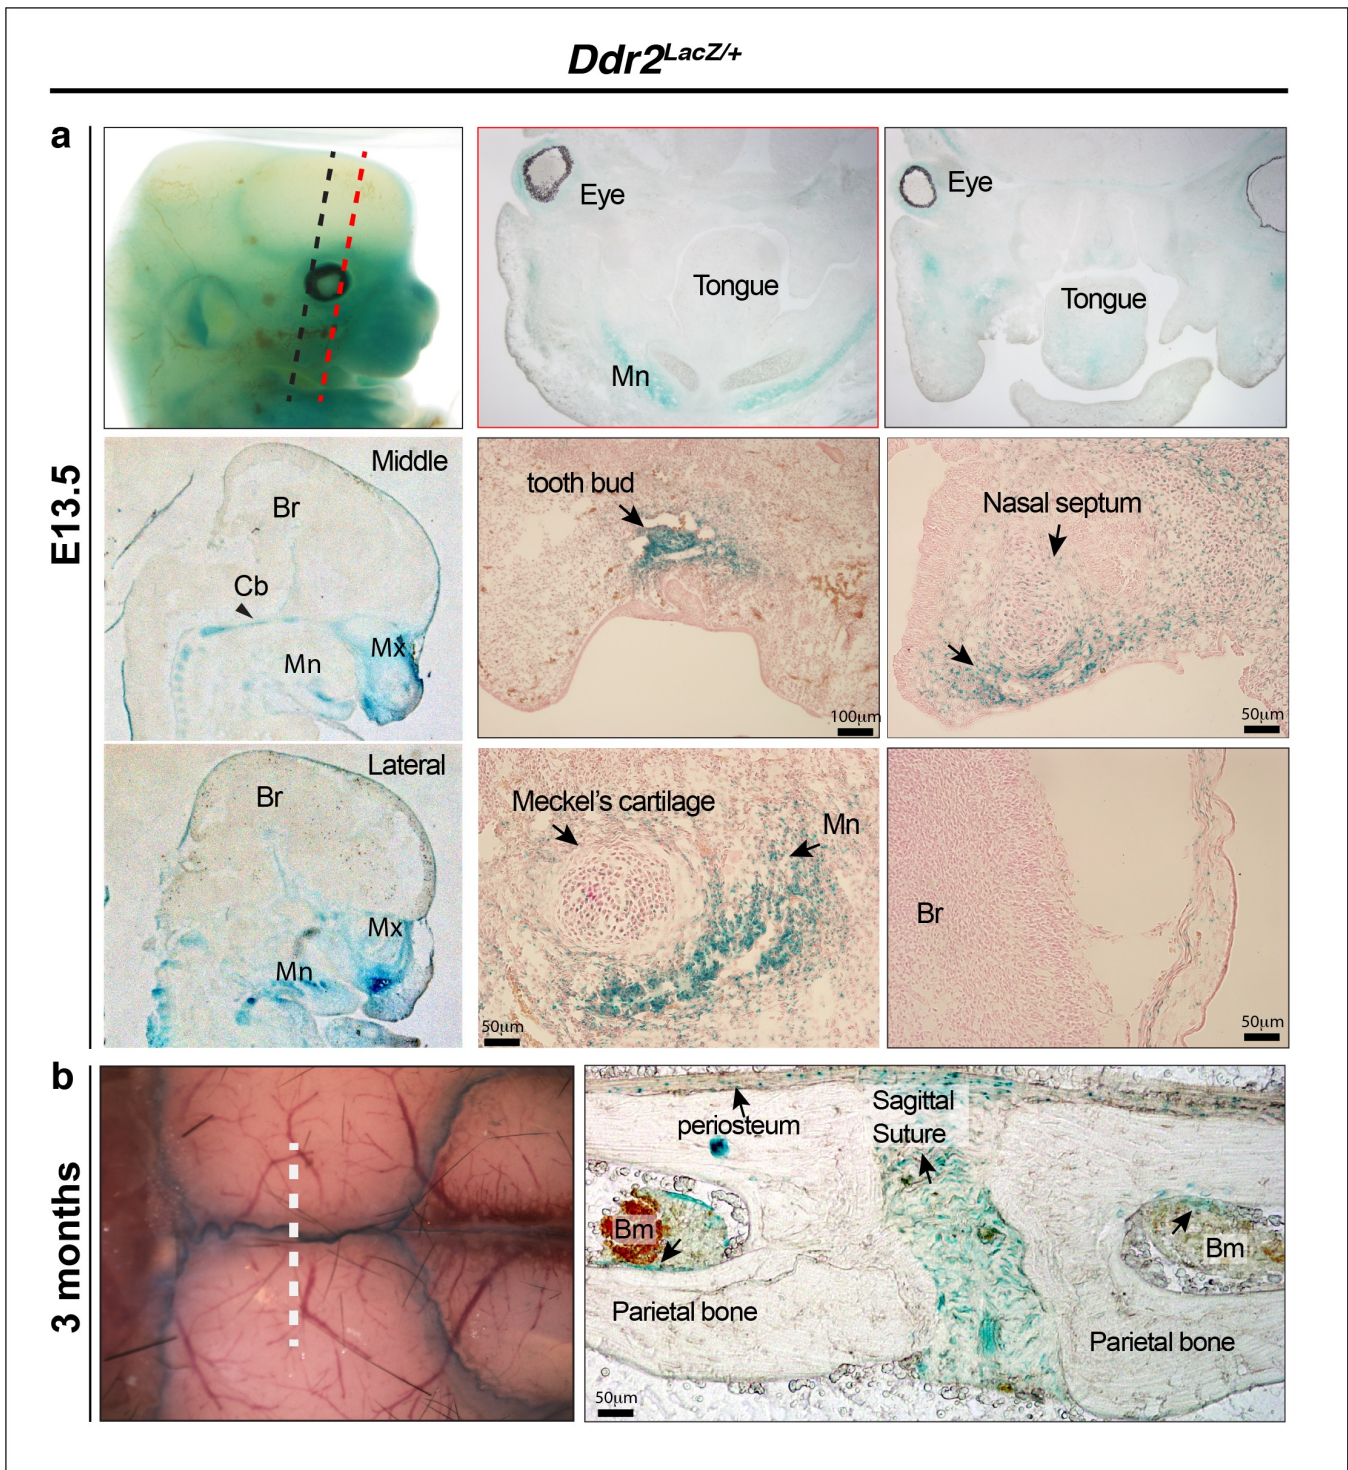 Ddr2LacZ/+
a
Eye
Tongue
Mn
Eye
Tongue
E13.5
Middle
Br
Cb
Mn
Mx
tooth bud
100μm
Nasal septum
50μm
Lateral
Br
Mx
Mn
Meckel's cartilage
Mn
50μm
Br
50μm
b
3 months
periosteum
Sagittal
Suture
Bm
Bm
Parietal bone
Parietal bone
50μm